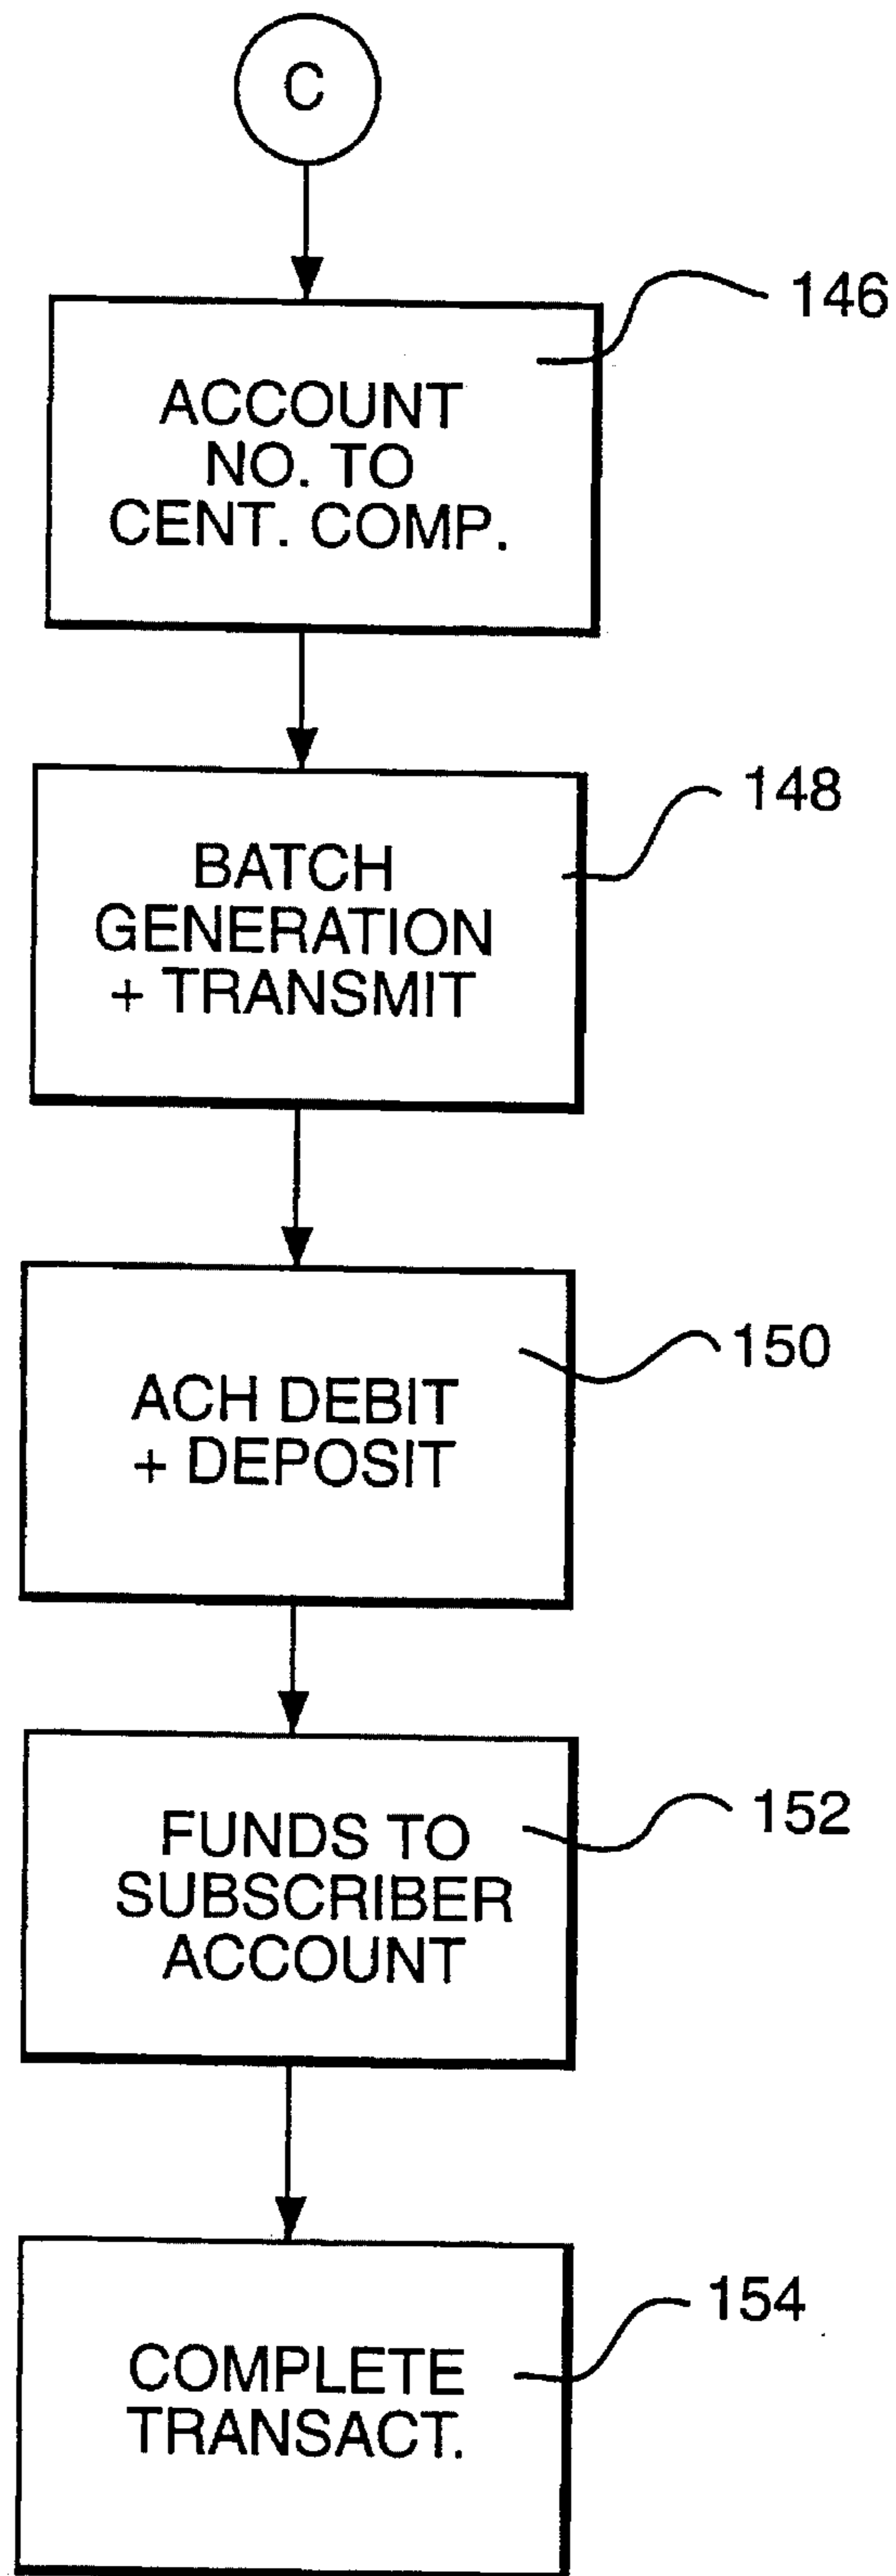 C
146
ACCOUNT
NO. TO
CENT. COMP.
148
BATCH
GENERATION
+ TRANSMIT
150
ACH DEBIT
+ DEPOSIT
152
FUNDS TO
SUBSCRIBER
ACCOUNT
154
COMPLETE
TRANSACT.